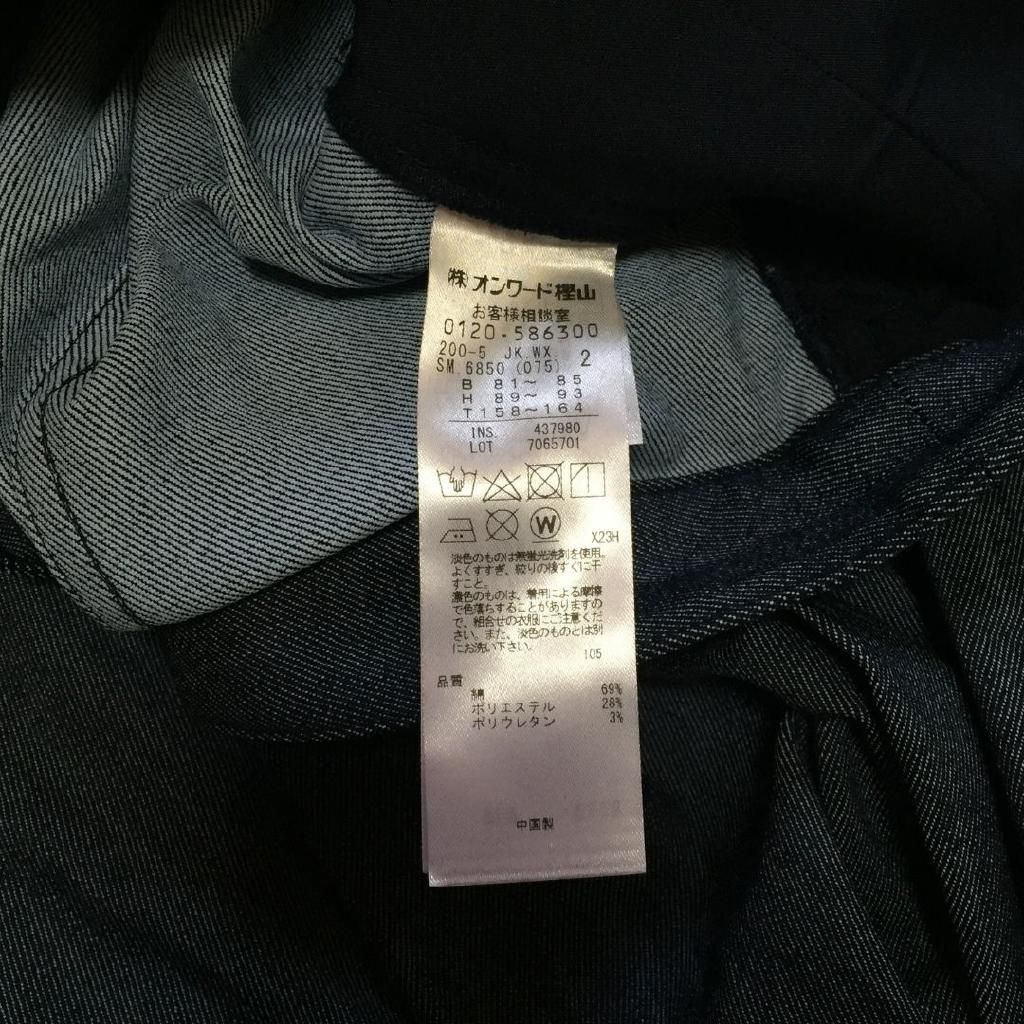 (株)オンワード樫山
お客様相談室
0120-586300
200-5 JK.WX 2
SM.6850 (075)
B 81~ 85
H 89~ 93
T158~164
INS. 437980
LOT 7065701
W
X23H
淡色のものは無蛍光洗剤を使用。
よくすすぎ、絞りの後すぐに干
すこと。
濃色のものは、着用による摩擦
で色落ちすることがありますの
で、組合せの衣服にご注意くだ
さい。また、淡色のものとは別
にお洗い下さい。
105
品質
綿 69%
ポリエステル 28%
ポリウレタン 3%
中国製